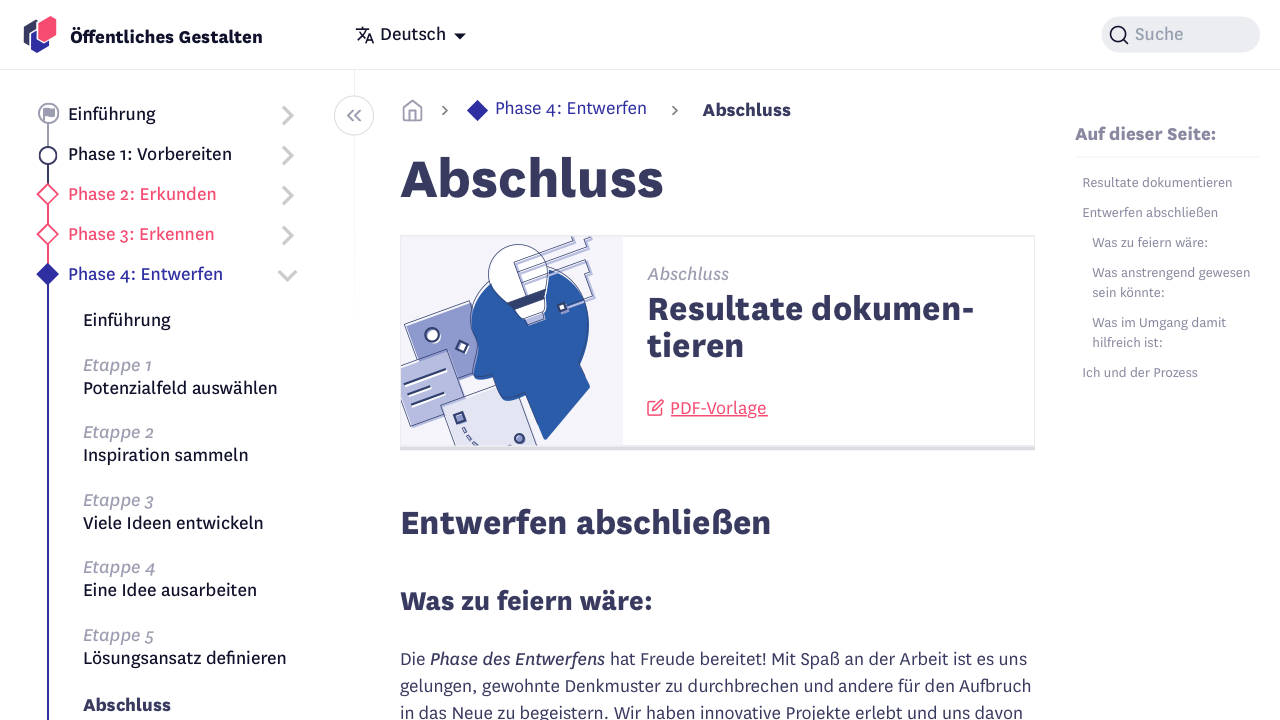 Öffentliches Gestalten
Deutsch
Suche
Einführung
Phase 1: Vorbereiten
Phase 2: Erkunden
Phase 3: Erkennen
Phase 4: Entwerfen
Einführung
Etappe 1
Potenzialfeld auswählen
Etappe 2
Inspiration sammeln
Etappe 3
Viele Ideen entwickeln
Etappe 4
Eine Idee ausarbeiten
Etappe 5
Lösungsansatz definieren
Abschluss
Phase 4: Entwerfen
Abschluss
Abschluss
Abschluss
Resultate dokumen-
tieren
PDF-Vorlage
Entwerfen abschließen
Was zu feiern wäre:
Die Phase des Entwerfens hat Freude bereitet! Mit Spaß an der Arbeit ist es uns
gelungen, gewohnte Denkmuster zu durchbrechen und andere für den Aufbruch
in das Neue zu begeistern. Wir haben innovative Projekte erlebt und uns davon
Auf dieser Seite:
Resultate dokumentieren
Entwerfen abschließen
Was zu feiern wäre:
Was anstrengend gewesen
sein könnte:
Was im Umgang damit
hilfreich ist:
Ich und der Prozess